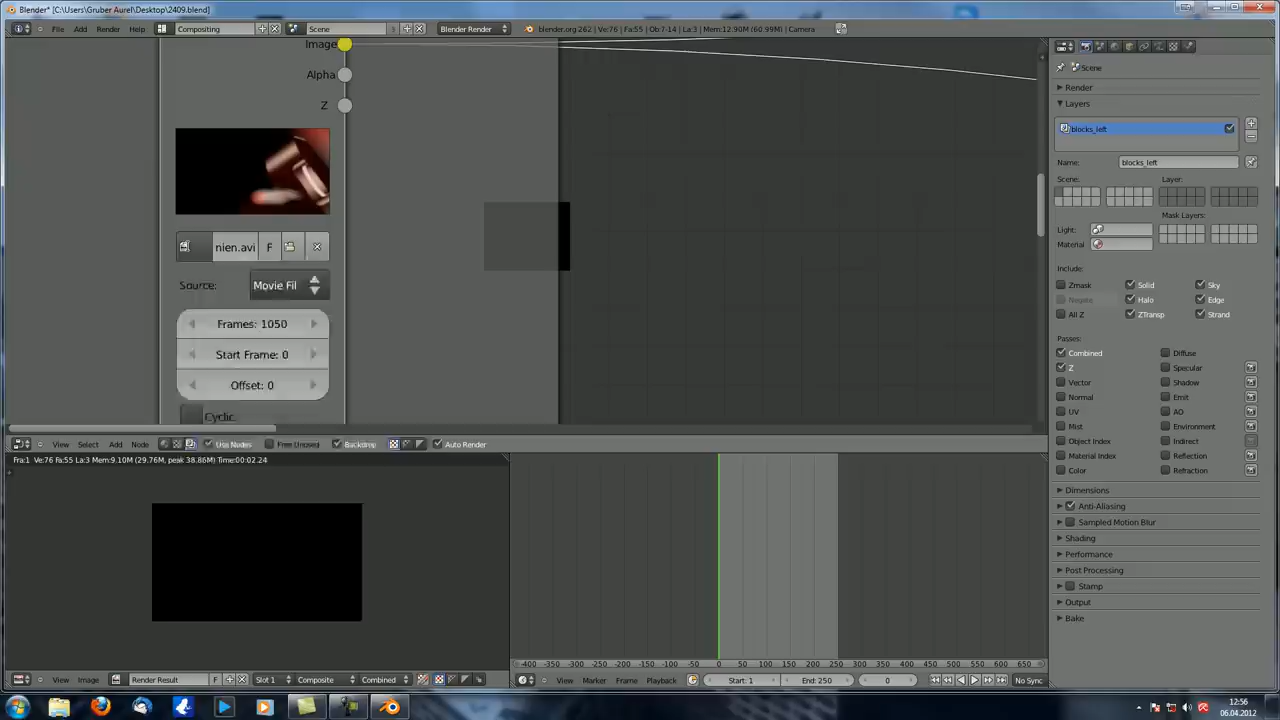 Blender* [C:\Users\Gruber Aurel\Desktop\2409.blend]
File Add Render Help Compositing Scene Blender Render blender.org 262 | Ve:76 | Fa:55 | Ob:7-14 | La:3 | Mem:12.90M (60.99M) | Camera
Image
Alpha
Z
nien.avi F
Source: Movie Fil
Frames: 1050
Start Frame: 0
Offset: 0
Cyclic
View Select Add Node Use Nodes Free Unused Backdrop Auto Render
Fra:1 Ve:76 Fa:55 La:3 Mem:9.10M (29.76M, peak 38.86M) Time:00:02.24
View Image Render Result F Slot 1 Composite Combined
-400 -350 -300 -250 -200 -150 -100 -50 0 50 100 150 200 250 300 350 400 450 500 550 600 650
View Marker Frame Playback Start: 1 End: 250 0 No Sync
Scene
Render
Layers
blocks_left
Name: blocks_left
Scene: Layer:
Mask Layers:
Light:
Material
Include:
Zmask Solid Sky
Negate Halo Edge
All Z ZTransp Strand
Passes:
Combined Diffuse
Z Specular
Vector Shadow
Normal Emit
UV AO
Mist Environment
Object Index Indirect
Material Index Reflection
Color Refraction
Dimensions
Anti-Aliasing
Sampled Motion Blur
Shading
Performance
Post Processing
Stamp
Output
Bake
12:56
06.04.2012